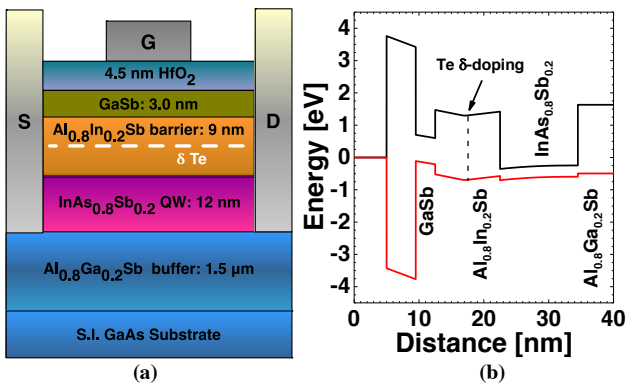 G
4.5 nm HfO2
GaSb: 3.0 nm
S
D
Al0.8In0.2Sb barrier: 9 nm
δ Te
InAs0.8Sb0.2 QW: 12 nm
Al0.8Ga0.2Sb buffer: 1.5 µm
S.I. GaAs Substrate
(a)
Energy [eV]
4
3
2
1
0
-1
-2
-3
-4
Te δ-doping
GaSb
Al0.8In0.2Sb
InAs0.8Sb0.2
Al0.8Ga0.2Sb
0 10 20 30 40
Distance [nm]
(b)